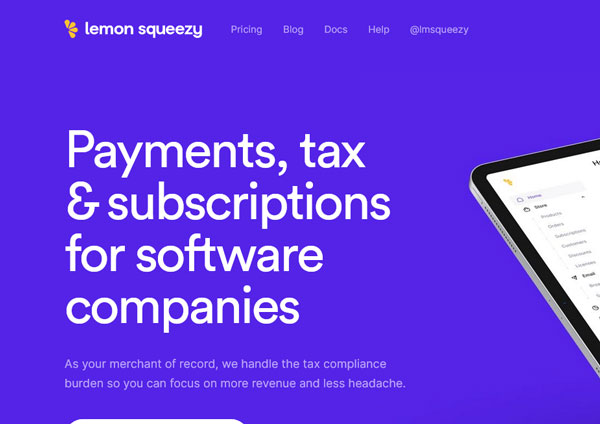 lemon squeezy
Pricing Blog Docs Help @lmsqueezy
Payments, tax
& subscriptions
for software
companies
As your merchant of record, we handle the tax compliance
burden so you can focus on more revenue and less headache.
Home
Store
Products
Orders
Subscriptions
Customers
Discounts
Licenses
Email